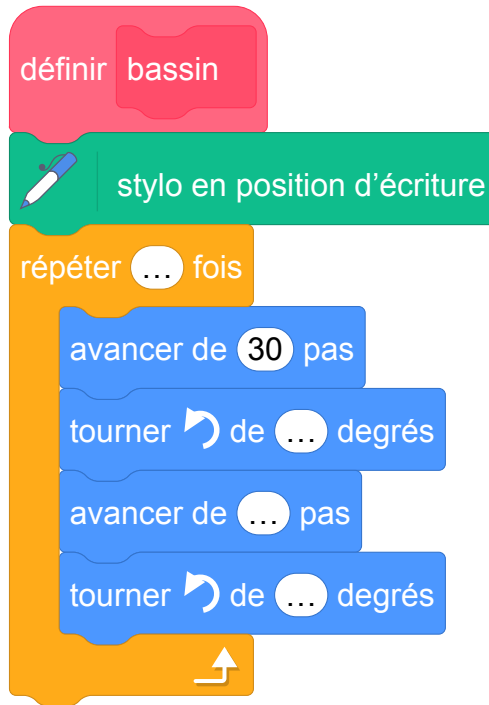 définir bassin
stylo en position d’écriture
répéter … fois
avancer de 30 pas
tourner de … degrés
avancer de … pas
tourner de … degrés